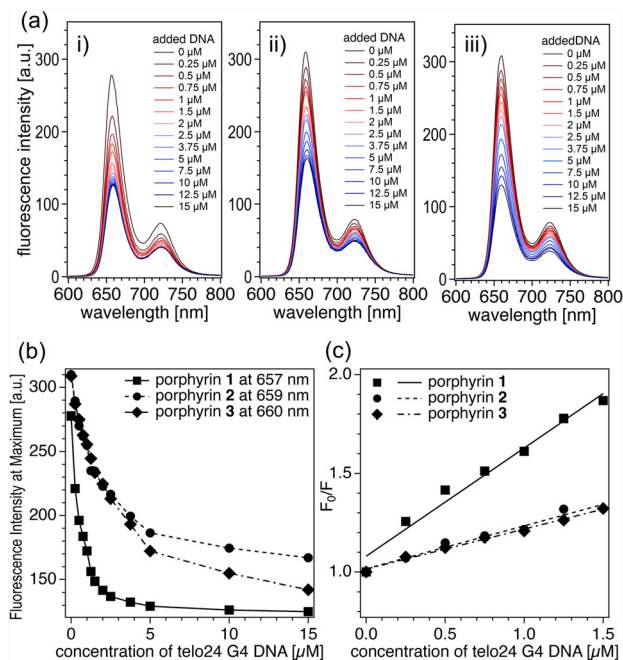 (a)
i)
added DNA
0 µM
0.25 µM
0.5 µM
0.75 µM
1 µM
1.5 µM
2 µM
2.5 µM
3.75 µM
5 µM
7.5 µM
10 µM
12.5 µM
15 µM
ii)
added DNA
0 µM
0.25 µM
0.5 µM
0.75 µM
1 µM
1.5 µM
2 µM
2.5 µM
3.75 µM
5 µM
7.5 µM
10 µM
12.5 µM
15 µM
iii)
addedDNA
0 µM
0.25 µM
0.5 µM
0.75 µM
1 µM
1.5 µM
2 µM
2.5 µM
3.75 µM
5 µM
7.5 µM
10 µM
12.5 µM
15 µM
fluorescence intensity [a.u.]
300
200
100
0
300
200
100
0
300
200
100
0
600 650 700 750 800
600 650 700 750 800
600 650 700 750 800
wavelength [nm]
wavelength [nm]
wavelength [nm]
(b)
porphyrin 1 at 657 nm
porphyrin 2 at 659 nm
porphyrin 3 at 660 nm
Fluorescence Intensity at Maximum [a.u.]
300
250
200
150
0 5 10 15
concentration of telo24 G4 DNA [µM]
(c)
porphyrin 1
porphyrin 2
porphyrin 3
F0/F
2.0
1.5
1.0
0.0 0.5 1.0 1.5
concentration of telo24 G4 DNA [µM]